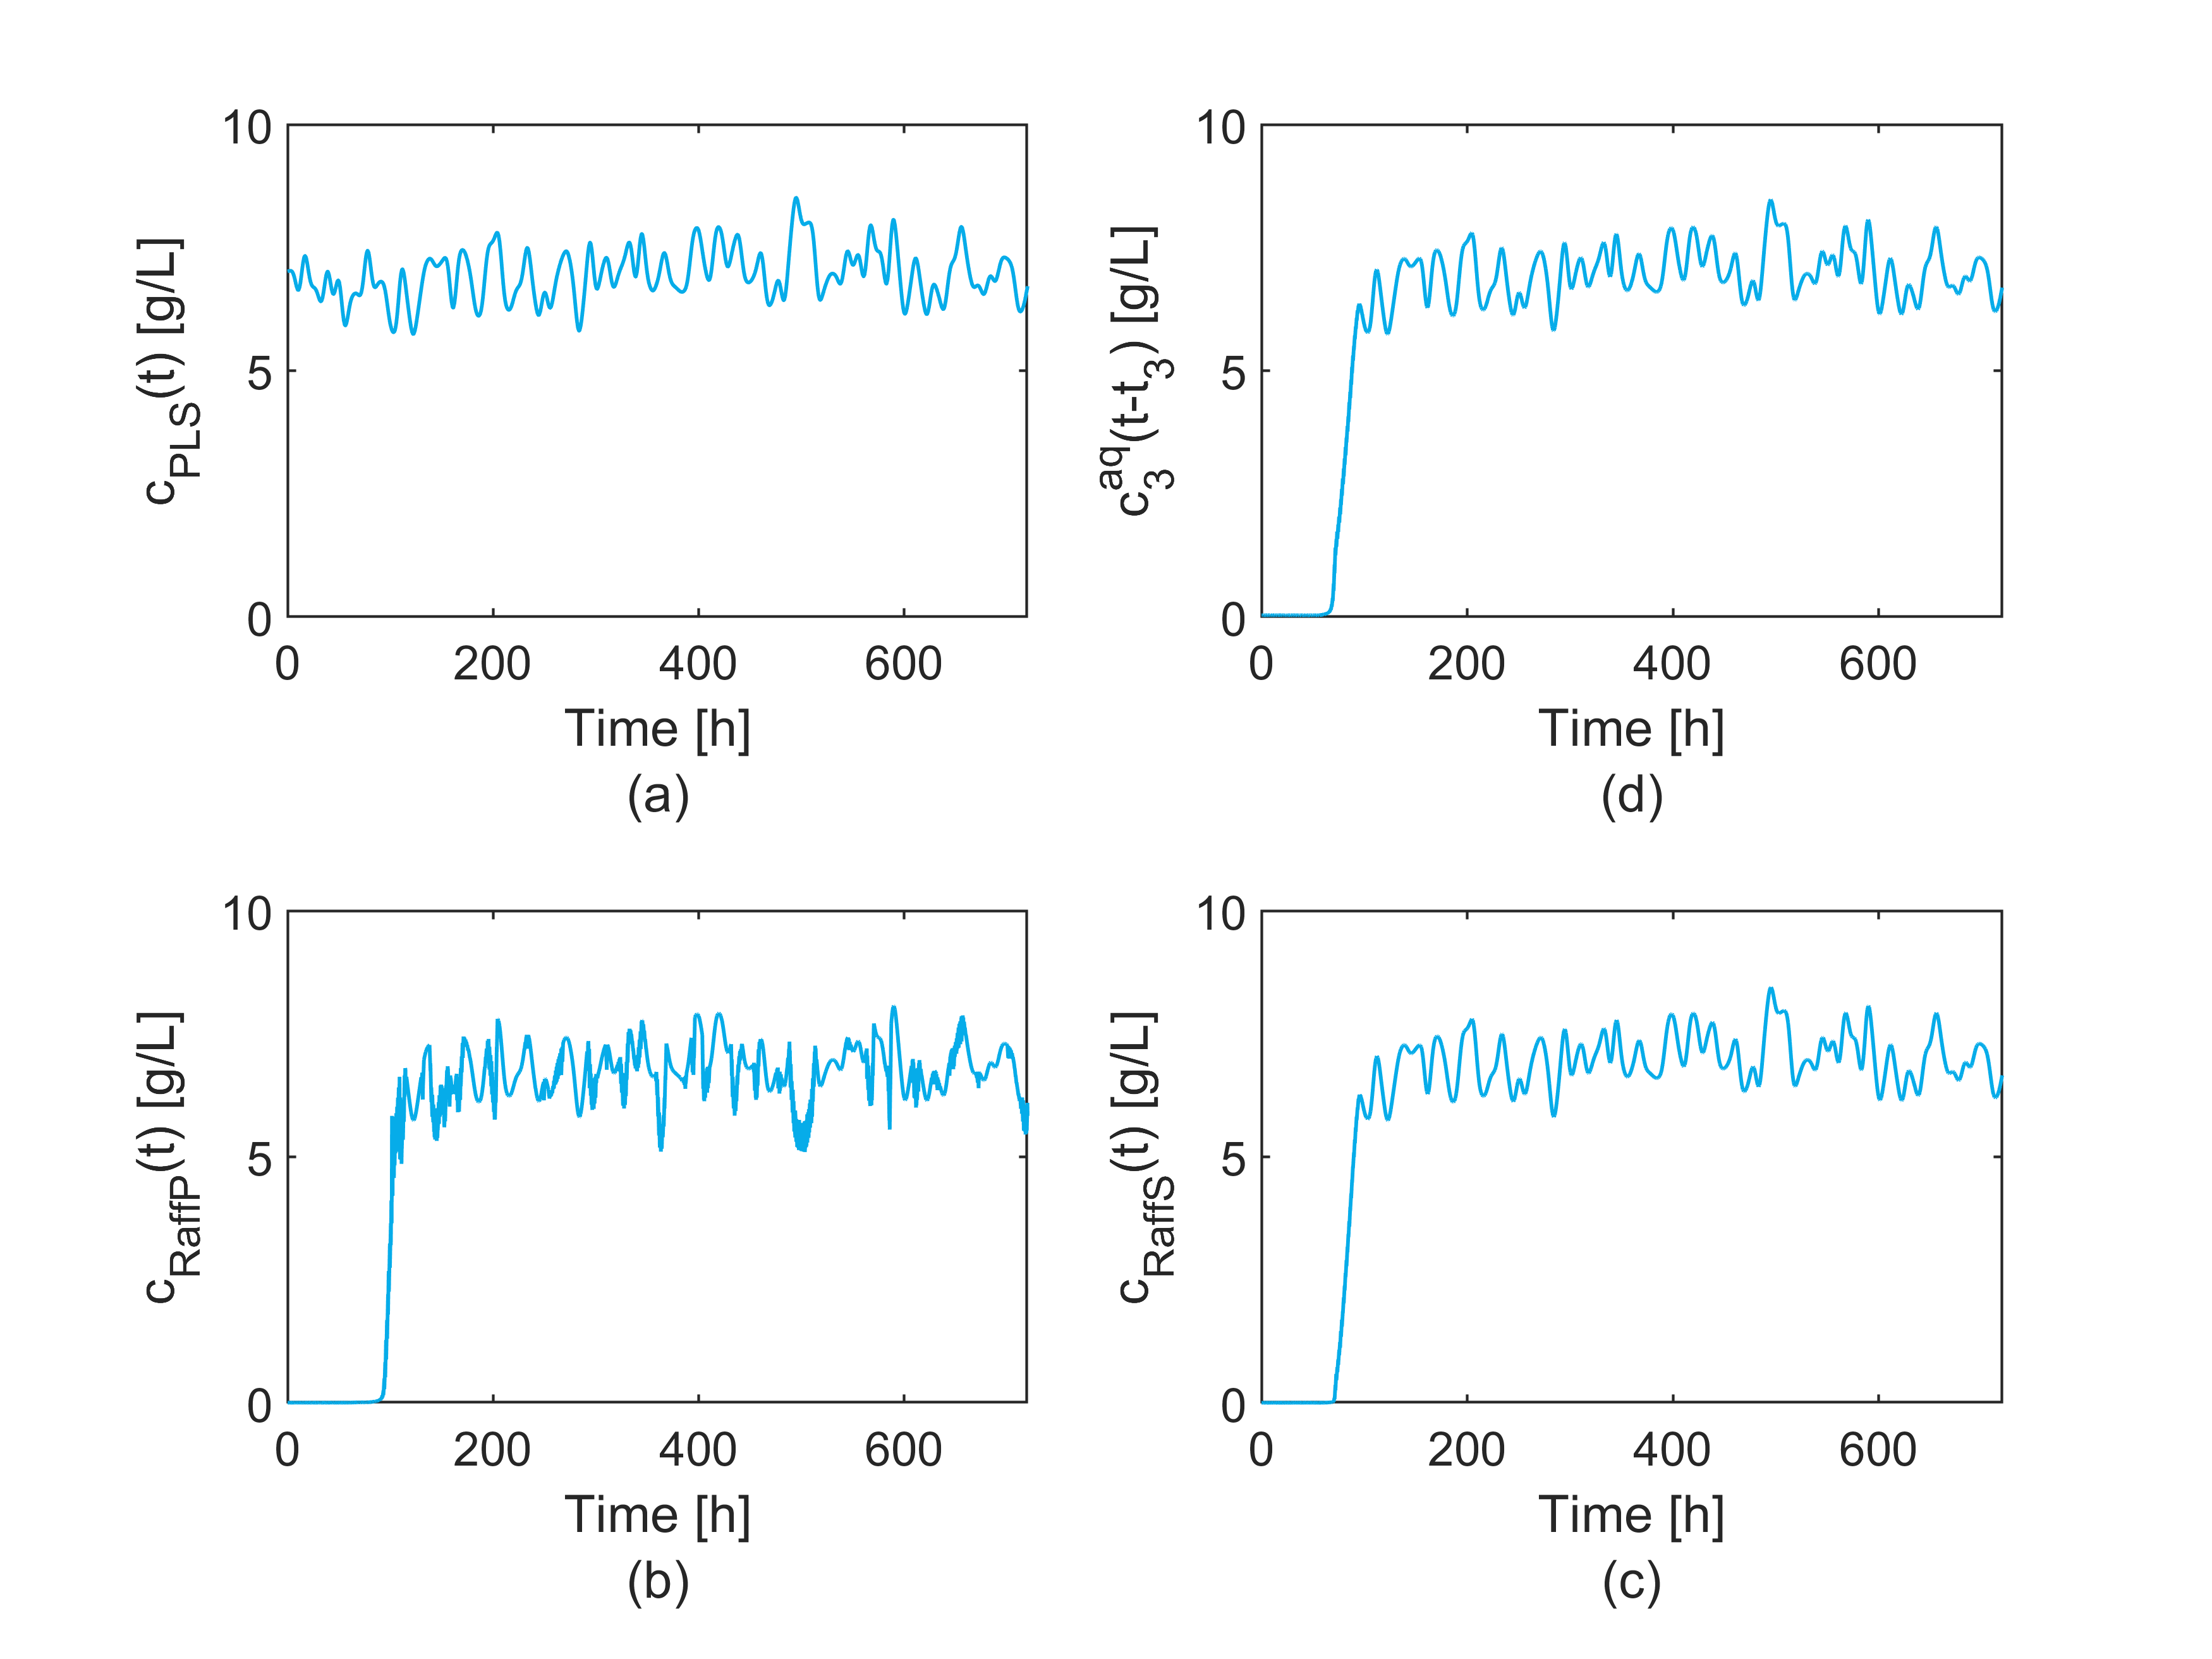 10
5
0
c_PLS(t) [g/L]
0 200 400 600
Time [h]
(a)
10
5
0
c_3^aq(t-t_3) [g/L]
0 200 400 600
Time [h]
(d)
10
5
0
c_RaffP(t) [g/L]
0 200 400 600
Time [h]
(b)
10
5
0
c_RaffS(t) [g/L]
0 200 400 600
Time [h]
(c)